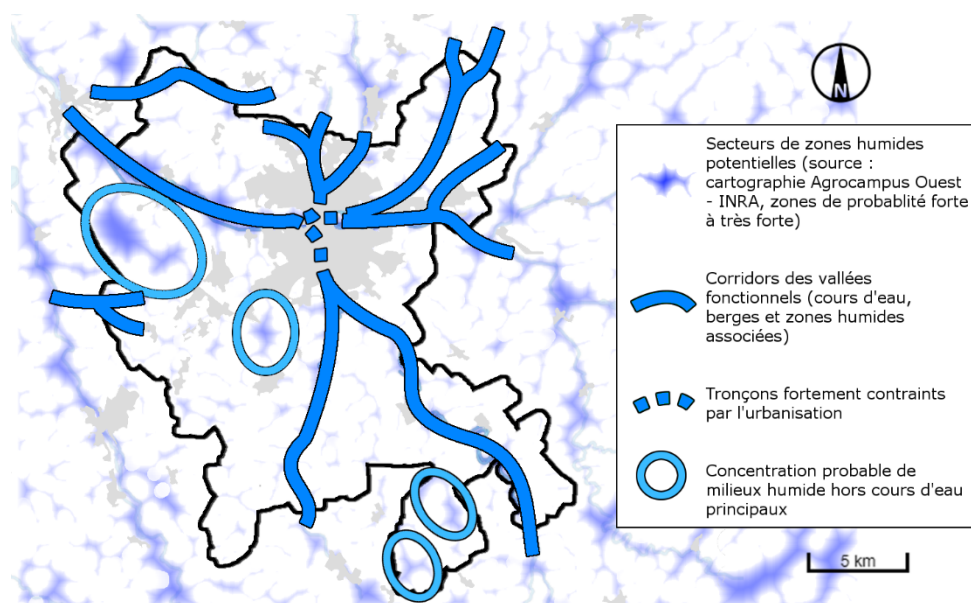 N
Secteurs de zones humides
potentielles (source :
cartographie Agrocampus Ouest
- INRA, zones de probablité forte
à très forte)
Corridors des vallées
fonctionnels (cours d'eau,
berges et zones humides
associées)
Tronçons fortement contraints
par l'urbanisation
Concentration probable de
milieux humide hors cours d'eau
principaux
5 km